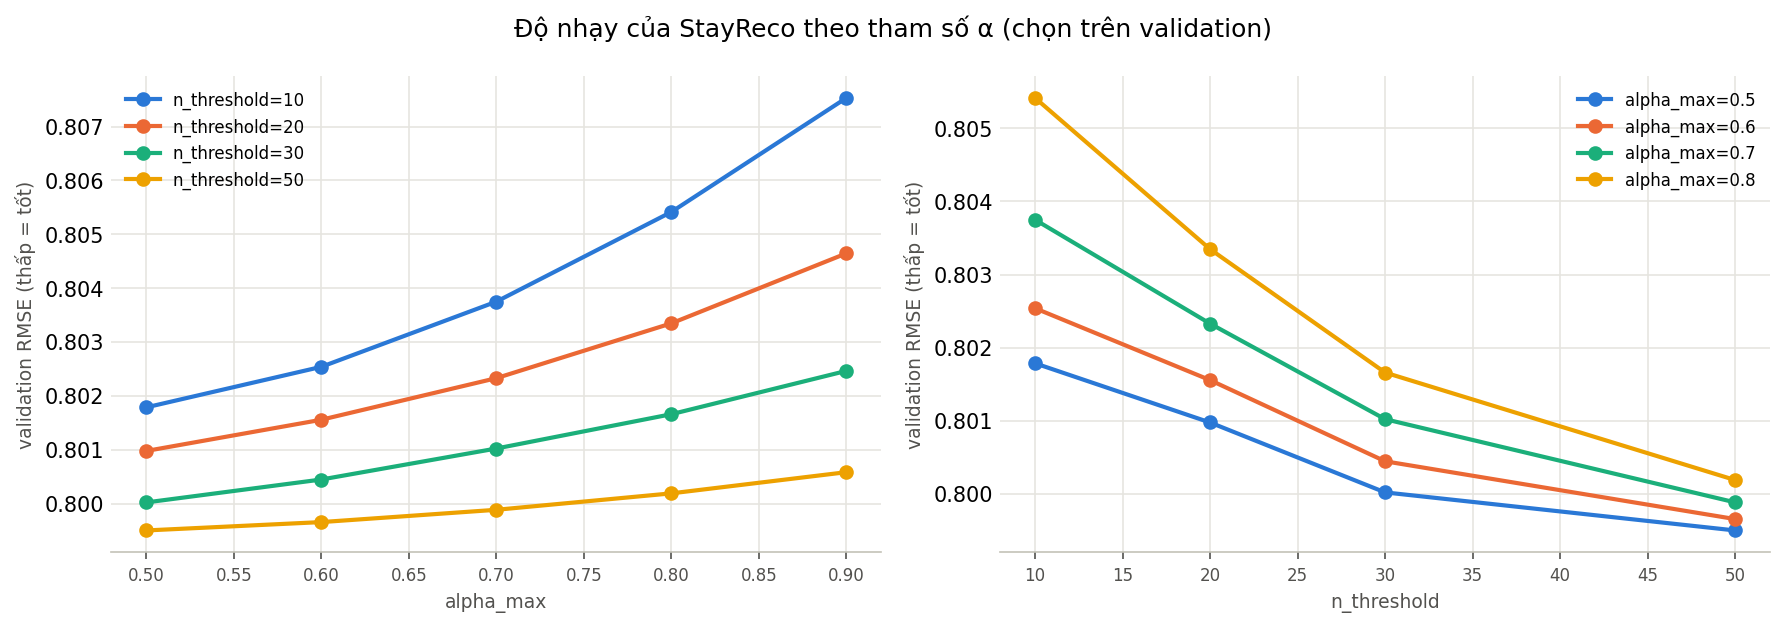 Độ nhạy của StayReco theo tham số α (chọn trên validation)
validation RMSE (thấp = tốt)
0.807
0.806
0.805
0.804
0.803
0.802
0.801
0.800
n_threshold=10
n_threshold=20
n_threshold=30
n_threshold=50
0.50 0.55 0.60 0.65 0.70 0.75 0.80 0.85 0.90
alpha_max
validation RMSE (thấp = tốt)
0.805
0.804
0.803
0.802
0.801
0.800
alpha_max=0.5
alpha_max=0.6
alpha_max=0.7
alpha_max=0.8
10 15 20 25 30 35 40 45 50
n_threshold